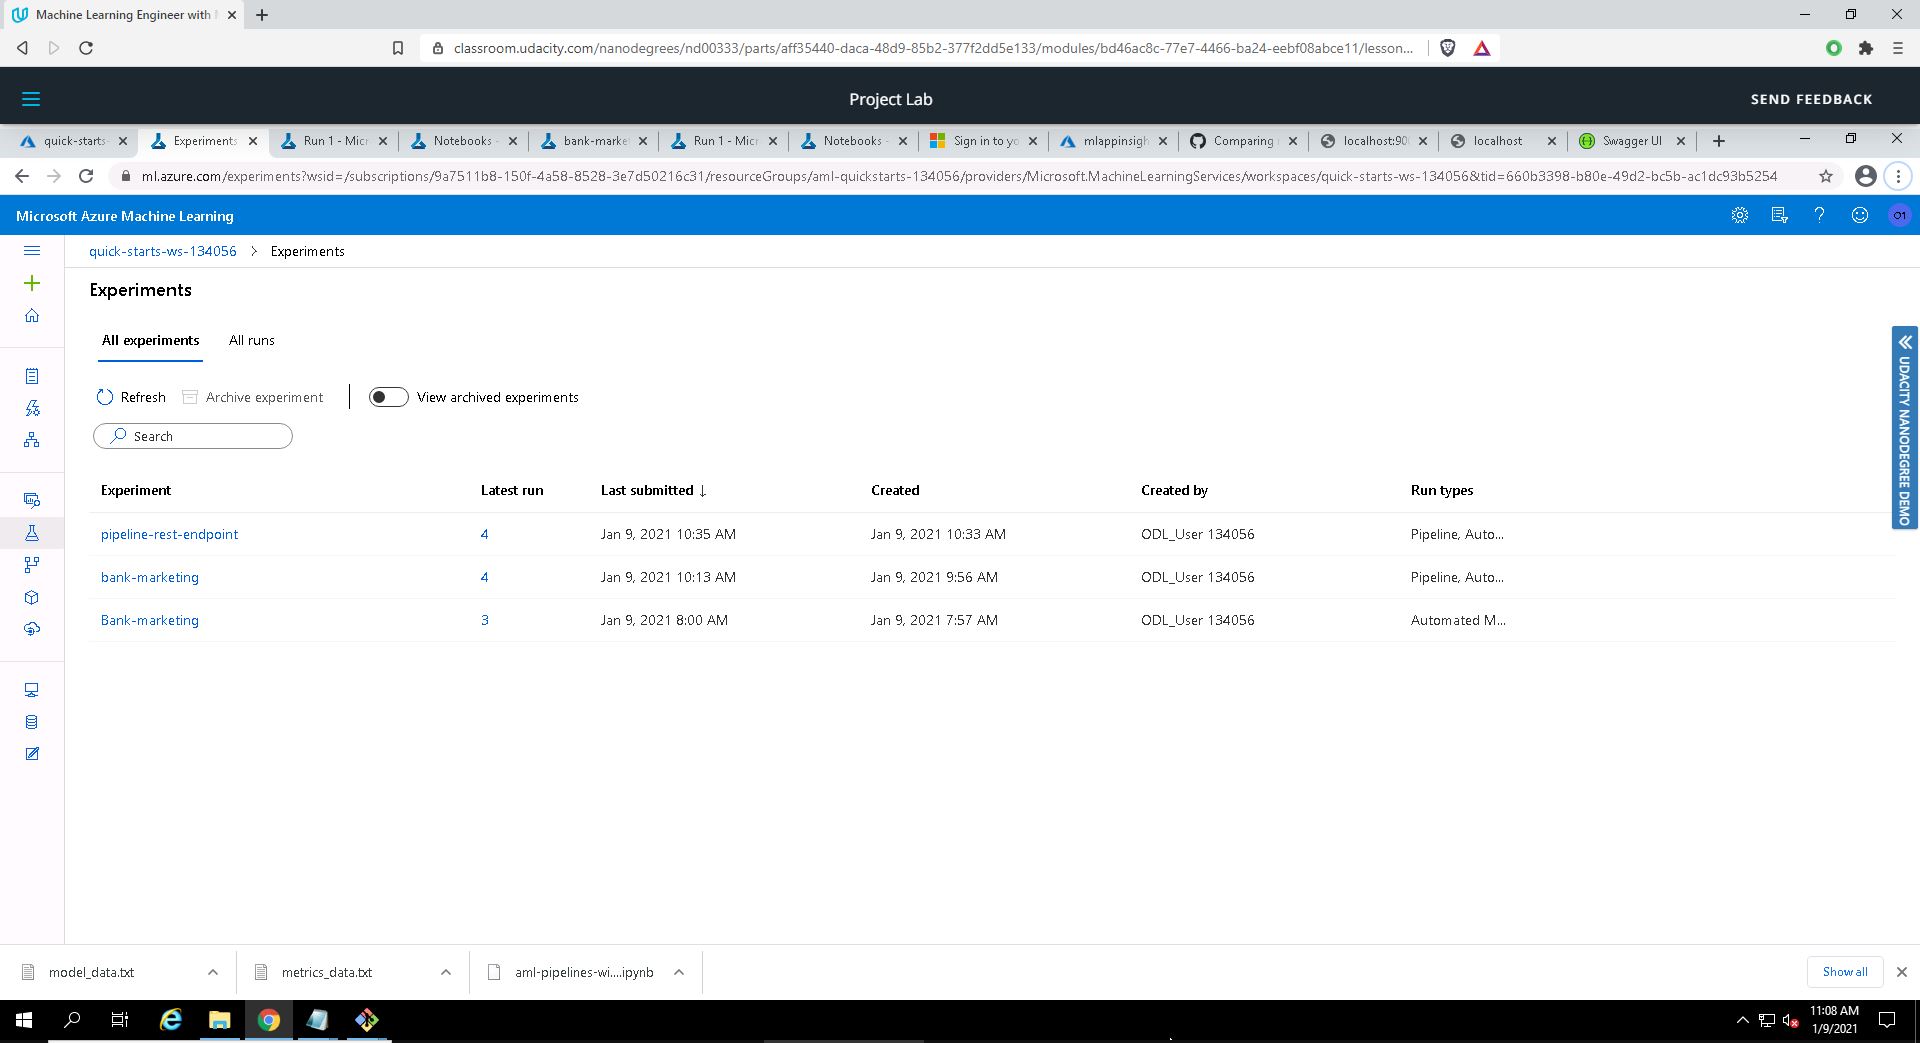 Machine Learning Engineer with
classroom.udacity.com/nanodegrees/nd00333/parts/aff35440-daca-48d9-85b2-377f2dd5e133/modules/bd46ac8c-77e7-4466-ba24-eebf08abce11/lesson...
Project Lab
SEND FEEDBACK
quick-starts- Experiments Run 1 - Micr Notebooks - bank-marke Run 1 - Micr Notebooks - Sign in to yo mlappinsigh Comparing localhost:90 localhost Swagger UI
ml.azure.com/experiments?wsid=/subscriptions/9a7511b8-150f-4a58-8528-3e7d50216c31/resourceGroups/aml-quickstarts-134056/providers/Microsoft.MachineLearningServices/workspaces/quick-starts-ws-134056&tid=660b3398-b80e-49d2-bc5b-ac1dc93b5254
Microsoft Azure Machine Learning
O1
quick-starts-ws-134056 > Experiments
Experiments
All experiments All runs
Refresh Archive experiment View archived experiments
Search
UDACITY NANODEGREE DEMO
Experiment Latest run Last submitted ↓ Created Created by Run types
pipeline-rest-endpoint 4 Jan 9, 2021 10:35 AM Jan 9, 2021 10:33 AM ODL_User 134056 Pipeline, Auto...
bank-marketing 4 Jan 9, 2021 10:13 AM Jan 9, 2021 9:56 AM ODL_User 134056 Pipeline, Auto...
Bank-marketing 3 Jan 9, 2021 8:00 AM Jan 9, 2021 7:57 AM ODL_User 134056 Automated M...
model_data.txt metrics_data.txt aml-pipelines-wi....ipynb Show all
11:08 AM
1/9/2021